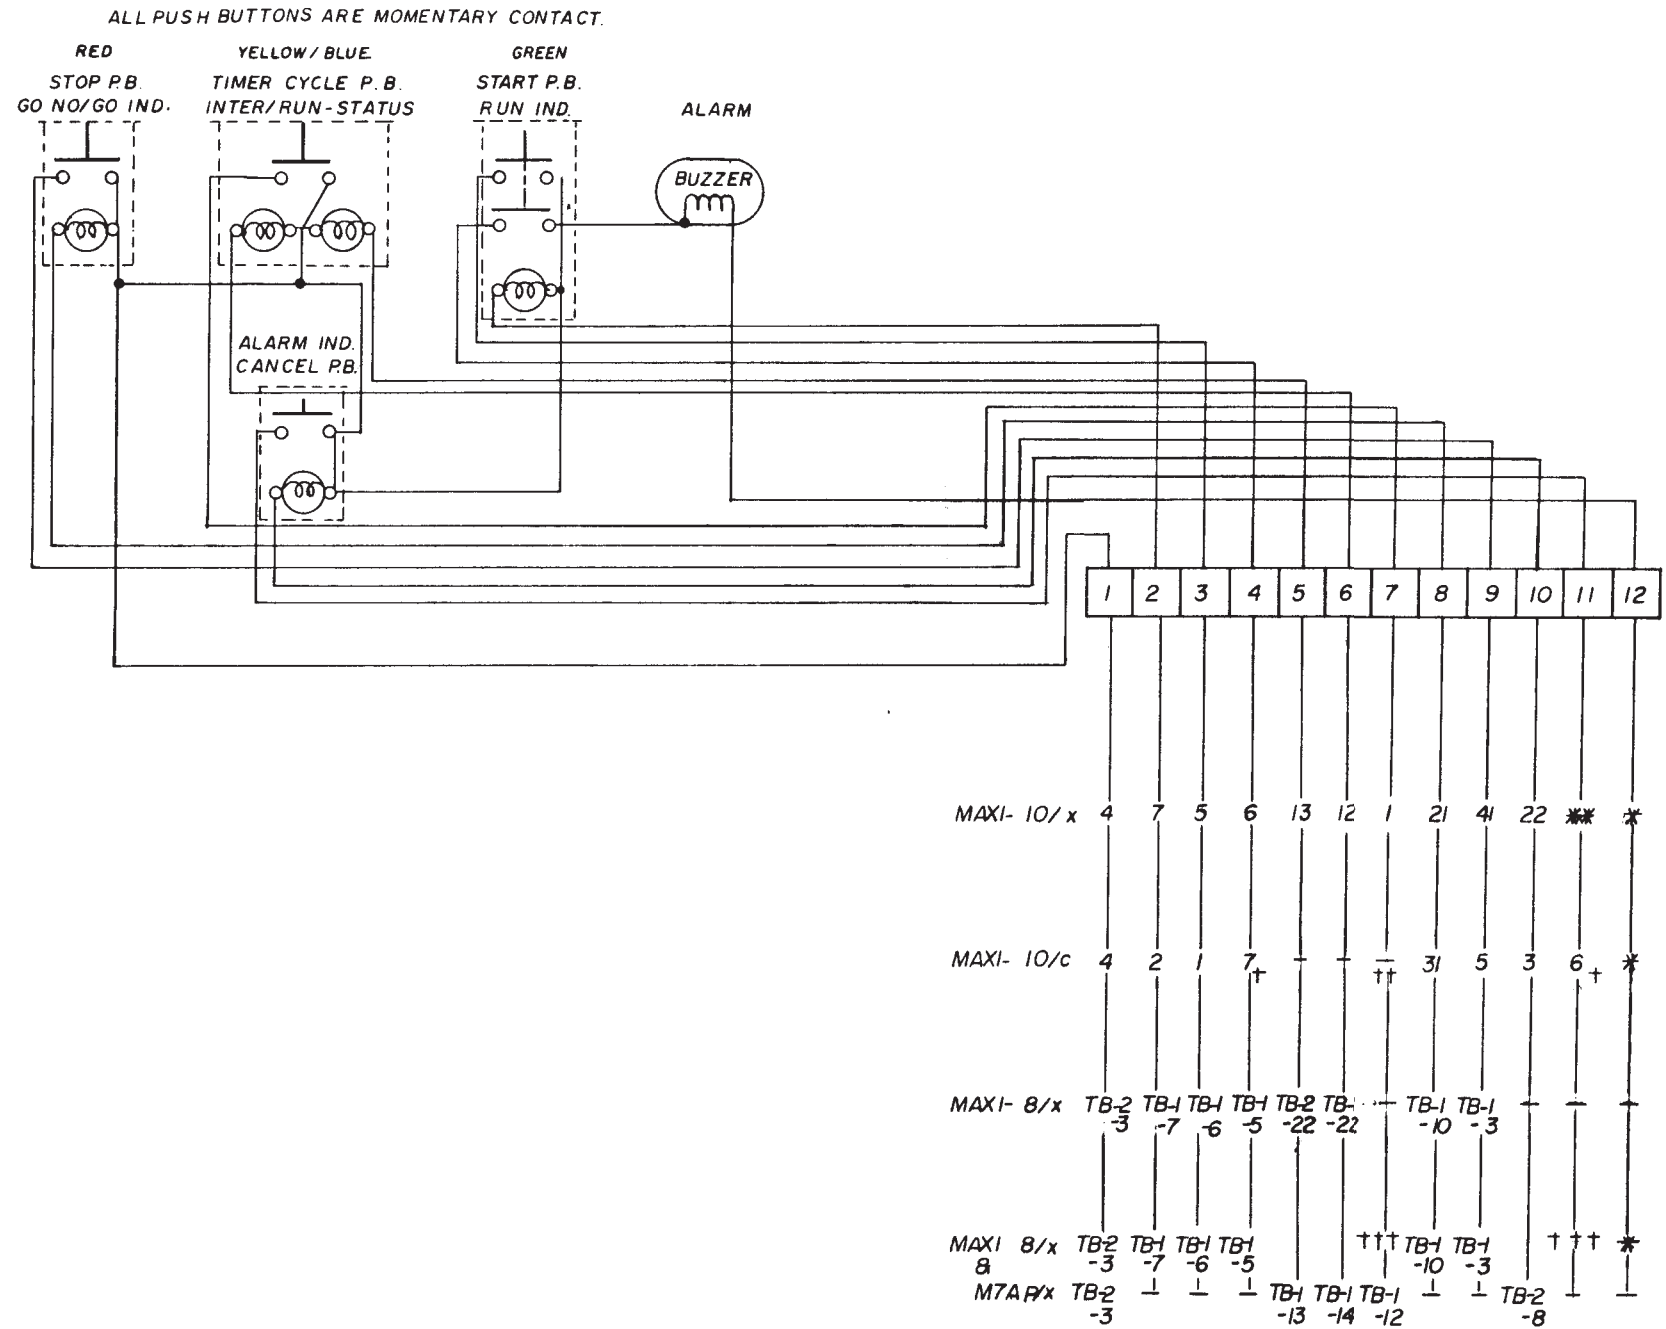 ALL PUSH BUTTONS ARE MOMENTARY CONTACT.
RED
STOP P.B.
GO NO/GO IND.
YELLOW/BLUE
TIMER CYCLE P.B.
INTER/RUN-STATUS
GREEN
START P.B.
RUN IND.
ALARM
BUZZER
ALARM IND.
CANCEL P.B.
1 2 3 4 5 6 7 8 9 10 11 12
MAXI- 10/x 4 7 5 6 13 12 1 21 41 22 ** *
MAXI- 10/c 4 2 1 7† - - -†† 31 5 3 6† *
MAXI- 8/x TB-2 TB-1 TB-1 TB-1 TB-2 TB- - TB-1 TB-1 - - -
-3 -7 -6 -5 -22 -22 -10 -3
MAXI 8/x TB-2 TB-1 TB-1 TB-1 ††† TB-1 TB-1 ††† *
& -3 -7 -6 -5 -10 -3
M7AP/x TB-2 - - - TB-1 TB-1 TB-1 - - TB-2 - -
-3 -13 -14 -12 -8